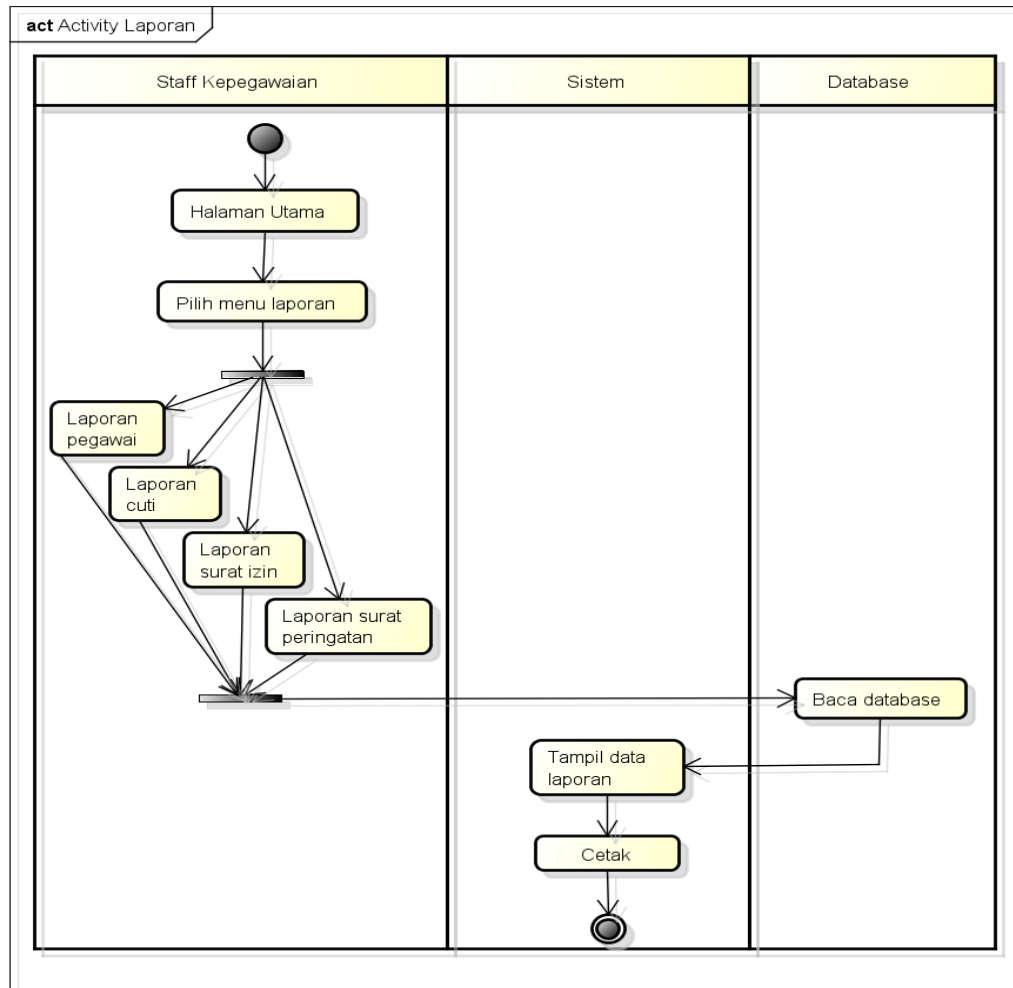 act Activity Laporan
Staff Kepegawaian
Sistem
Database
Halaman Utama
Pilih menu laporan
Laporan
pegawai
Laporan
cuti
Laporan
surat izin
Laporan surat
peringatan
Baca database
Tampil data
laporan
Cetak